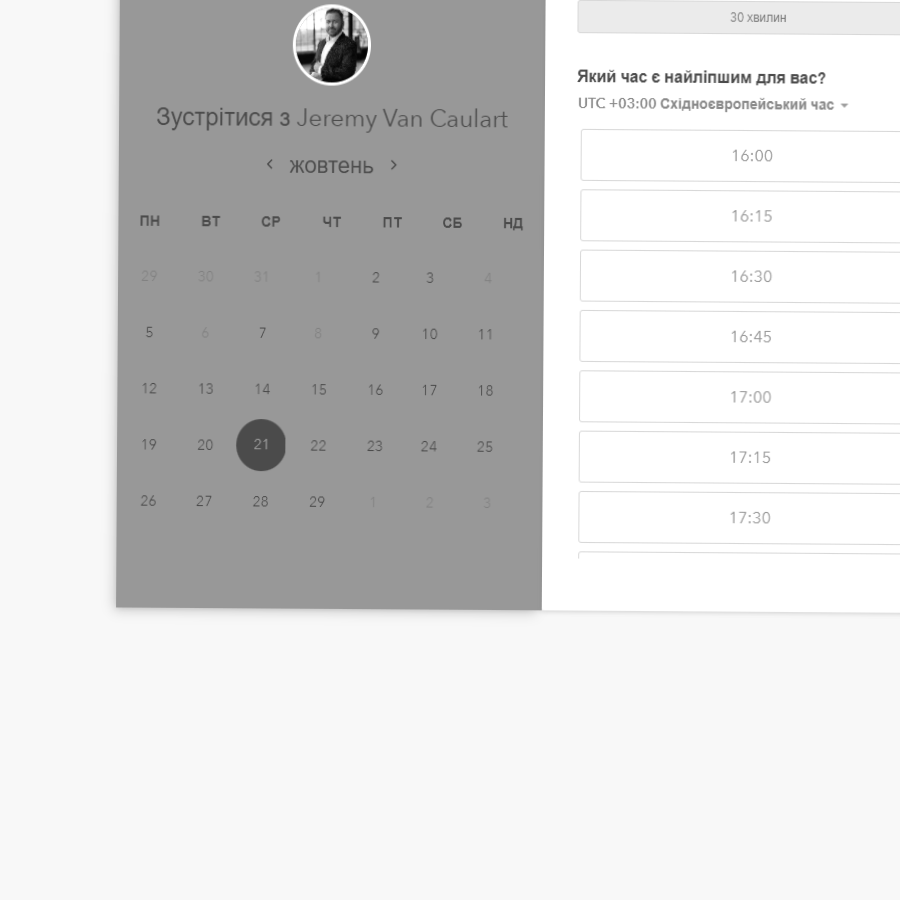 Зустрітися з Jeremy Van Caulart
< жовтень >
ПН ВТ СР ЧТ ПТ СБ НД
29 30 31 1 2 3 4
5 6 7 8 9 10 11
12 13 14 15 16 17 18
19 20 21 22 23 24 25
26 27 28 29 1 2 3
30 хвилин
Який час є найліпшим для вас?
UTC +03:00 Східноєвропейський час
16:00
16:15
16:30
16:45
17:00
17:15
17:30